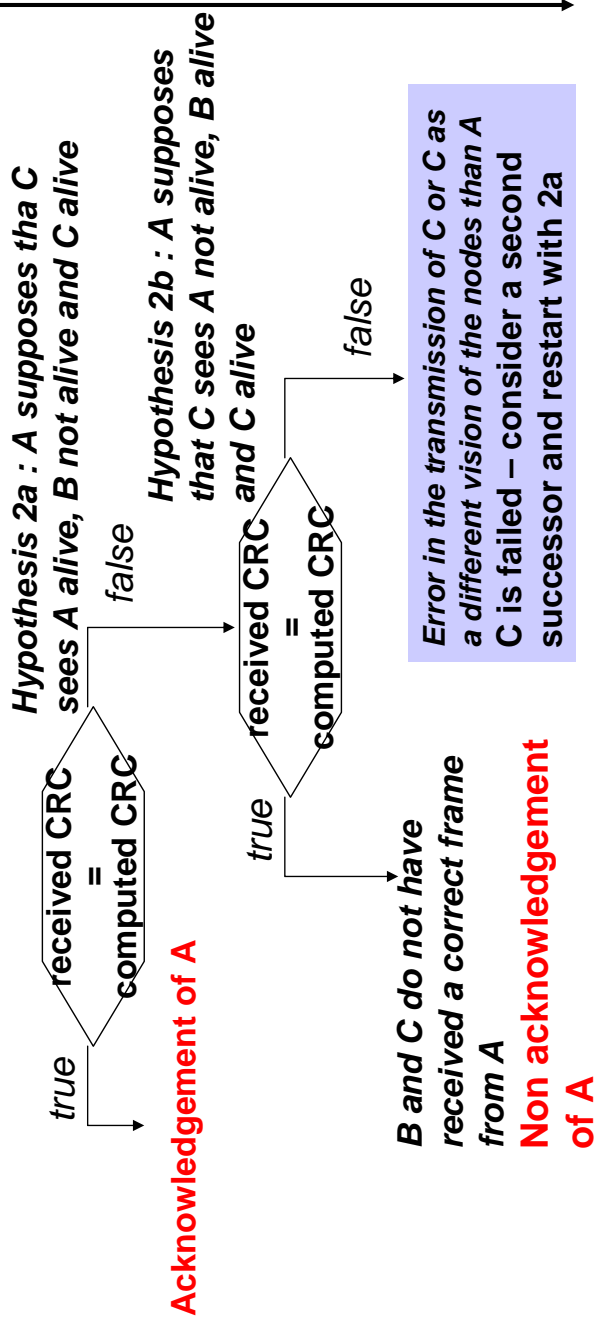 Hypothesis 2a : A supposes tha C
sees A alive, B not alive and C alive
received CRC
=
computed CRC
true
false
Acknowledgement of A
Hypothesis 2b : A supposes
that C sees A not alive, B alive
and C alive
received CRC
=
computed CRC
true
false
B and C do not have
received a correct frame
from A
Non acknowledgement
of A
Error in the transmission of C or C as
a different vision of the nodes than A
C is failed – consider a second
successor and restart with 2a